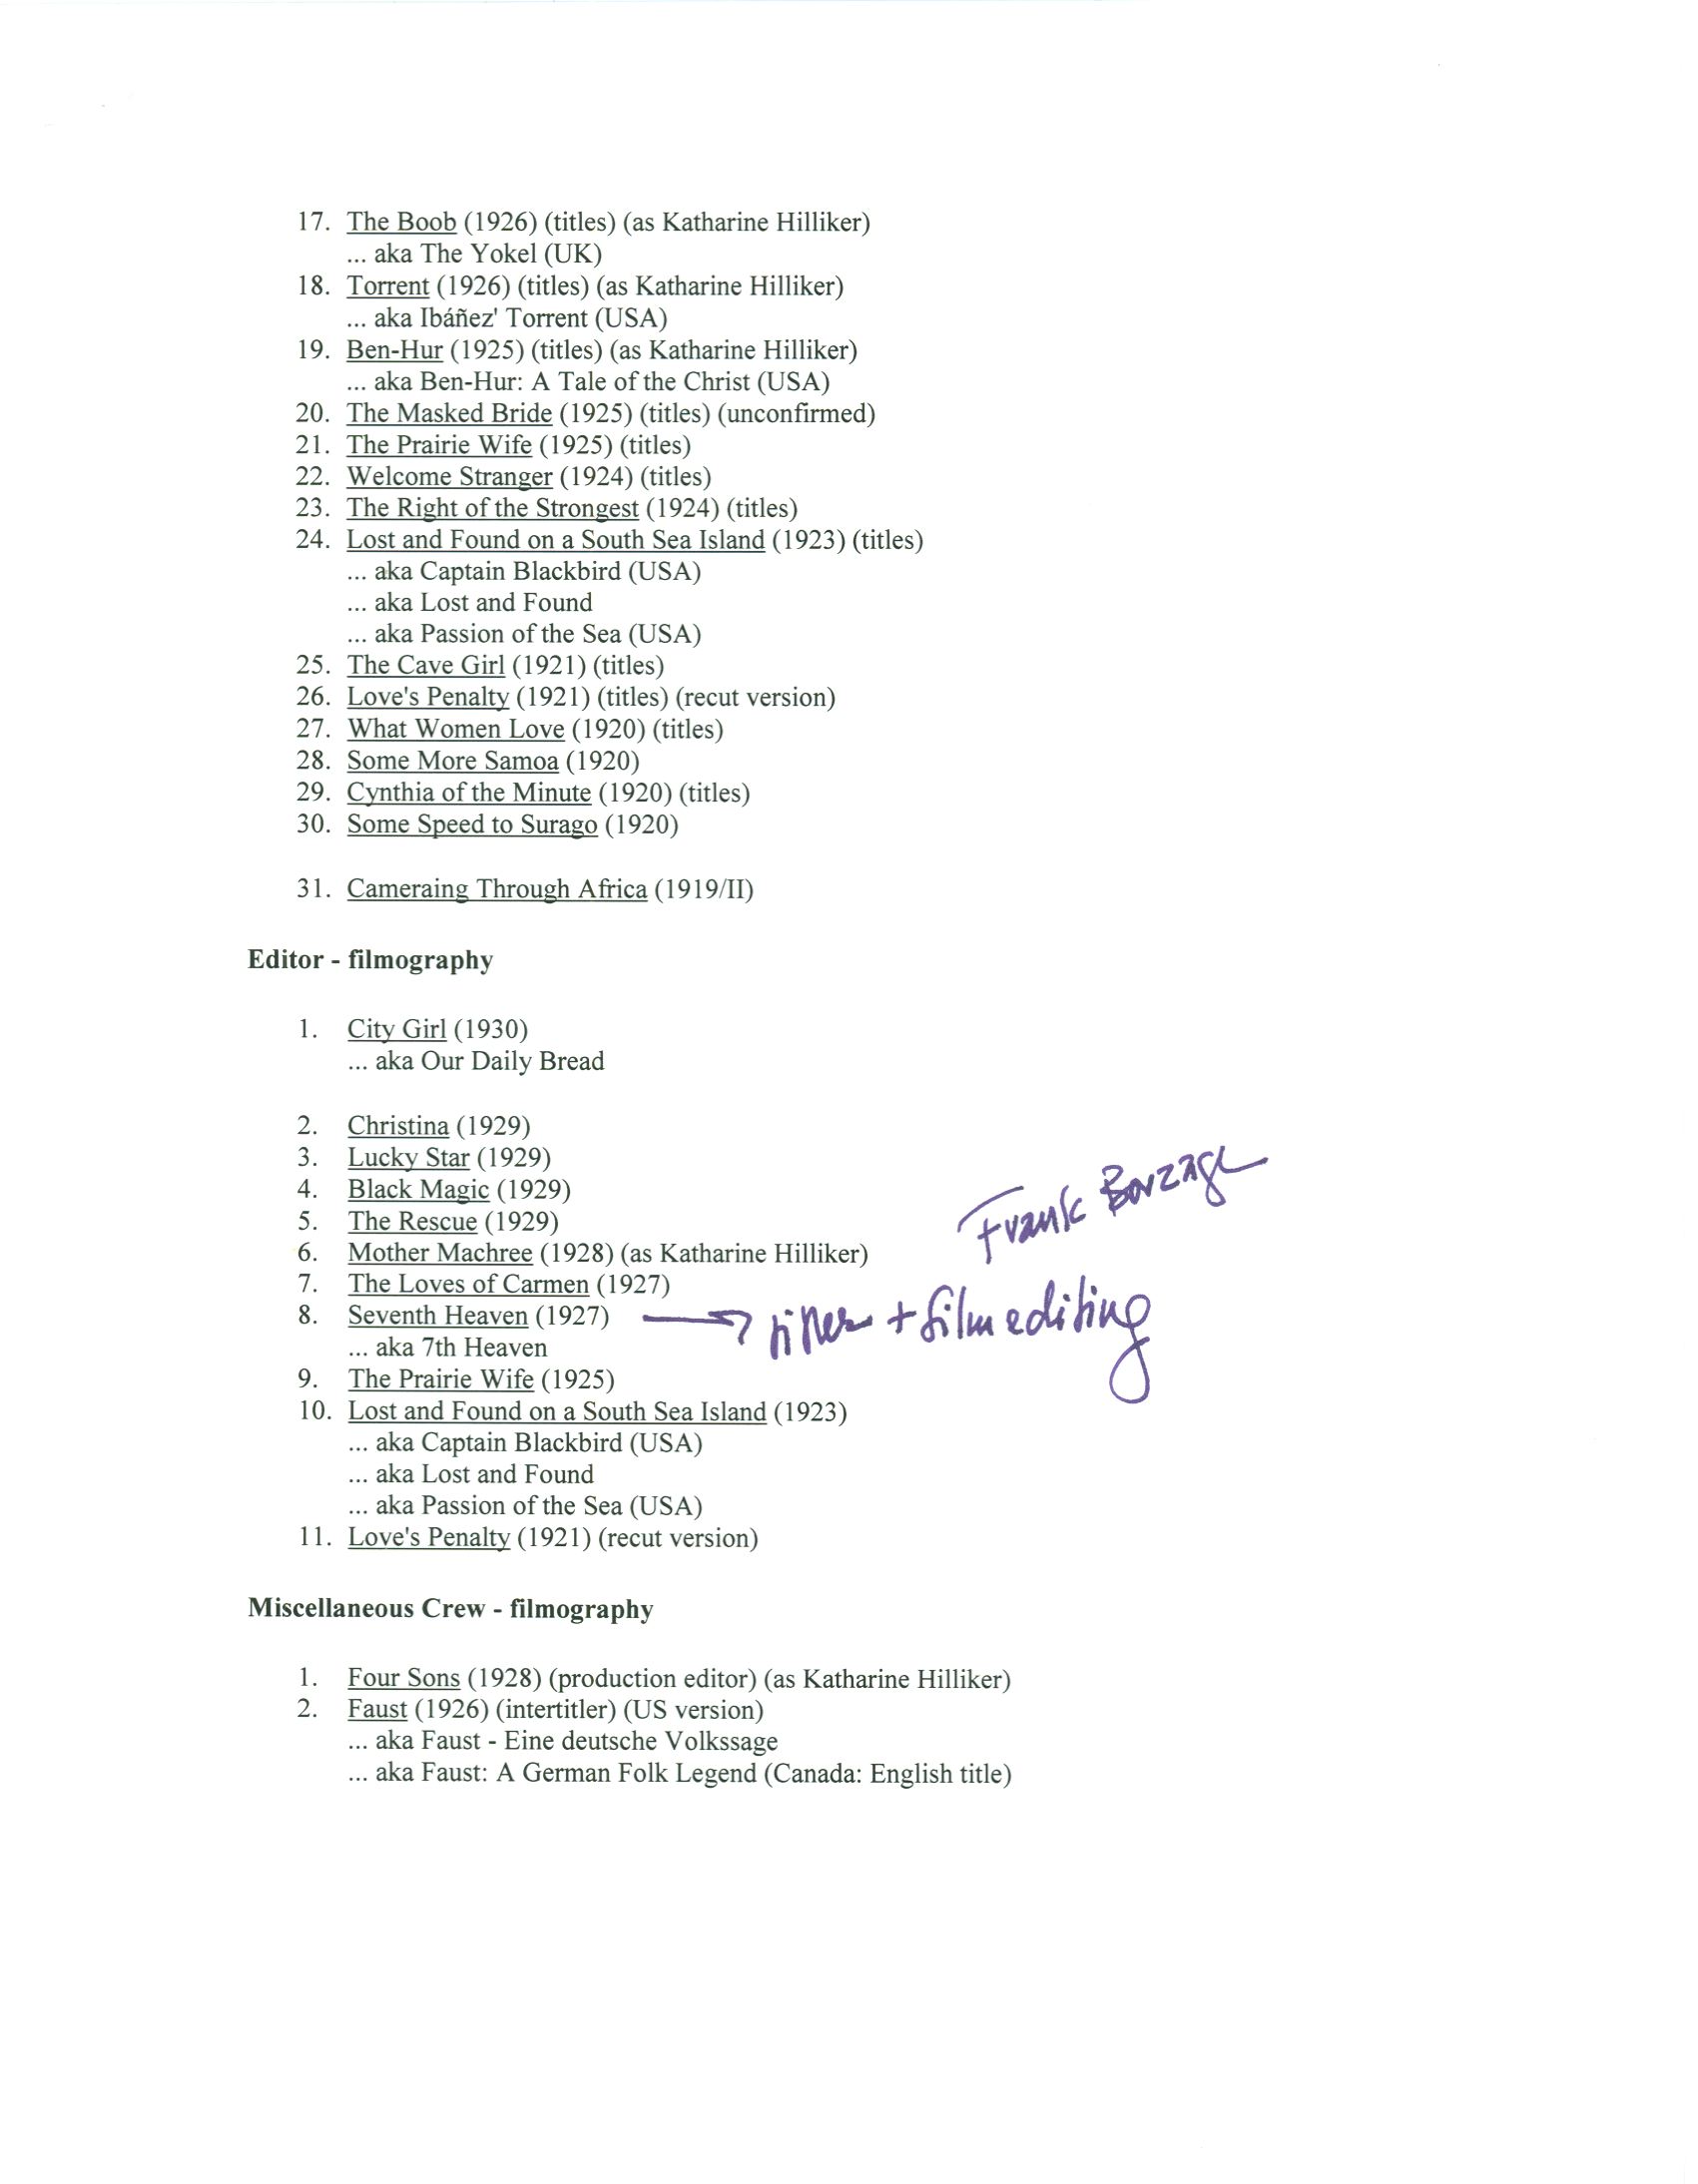 17. The Boob (1926) (titles) (as Katharine Hilliker)
... aka The Yokel (UK)
18. Torrent (1926) (titles) (as Katharine Hilliker)
... aka Ibáñez' Torrent (USA)
19. Ben-Hur (1925) (titles) (as Katharine Hilliker)
... aka Ben-Hur: A Tale of the Christ (USA)
20. The Masked Bride (1925) (titles) (unconfirmed)
21. The Prairie Wife (1925) (titles)
22. Welcome Stranger (1924) (titles)
23. The Right of the Strongest (1924) (titles)
24. Lost and Found on a South Sea Island (1923) (titles)
... aka Captain Blackbird (USA)
... aka Lost and Found
... aka Passion of the Sea (USA)
25. The Cave Girl (1921) (titles)
26. Love's Penalty (1921) (titles) (recut version)
27. What Women Love (1920) (titles)
28. Some More Samoa (1920)
29. Cynthia of the Minute (1920) (titles)
30. Some Speed to Surago (1920)
31. Cameraing Through Africa (1919/II)
Editor - filmography
1. City Girl (1930)
... aka Our Daily Bread
2. Christina (1929)
3. Lucky Star (1929)
4. Black Magic (1929)
5. The Rescue (1929)
Frank Borzage
6. Mother Machree (1928) (as Katharine Hilliker)
7. The Loves of Carmen (1927)
8. Seventh Heaven (1927) → titles + film editing
... aka 7th Heaven
9. The Prairie Wife (1925)
10. Lost and Found on a South Sea Island (1923)
... aka Captain Blackbird (USA)
... aka Lost and Found
... aka Passion of the Sea (USA)
11. Love's Penalty (1921) (recut version)
Miscellaneous Crew - filmography
1. Four Sons (1928) (production editor) (as Katharine Hilliker)
2. Faust (1926) (intertitler) (US version)
... aka Faust - Eine deutsche Volkssage
... aka Faust: A German Folk Legend (Canada: English title)